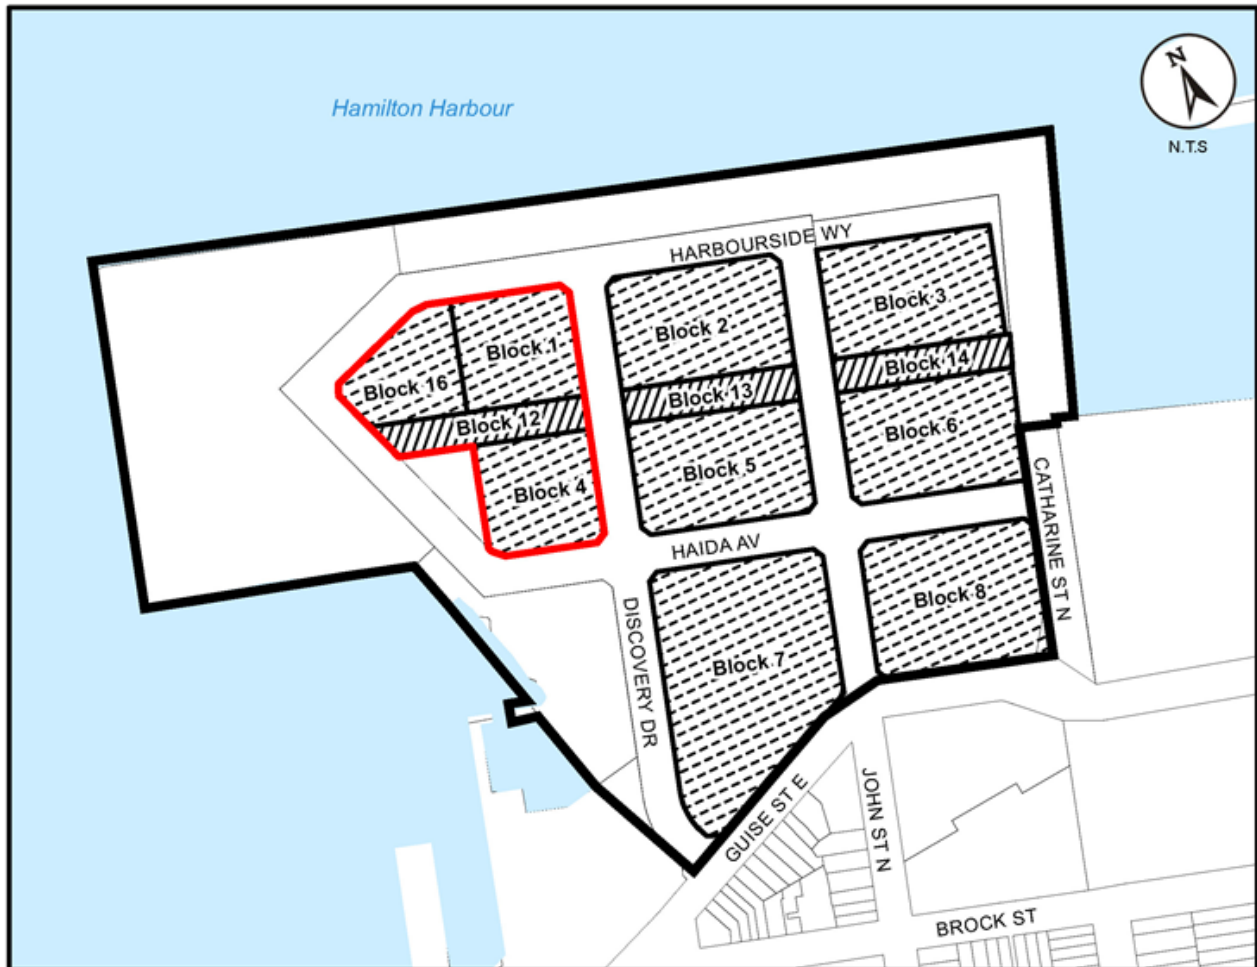 N
Hamilton Harbour
N.T.S
HARBOURSIDE WY
Block 3
Block 2
Block 1
Block 14
Block 16
Block 13
Block 12
Block 6
Block 5
Block 4
CATHARINE ST N
HAIDA AV
Block 8
DISCOVERY DR
Block 7
GUISE ST E
JOHN ST N
BROCK ST